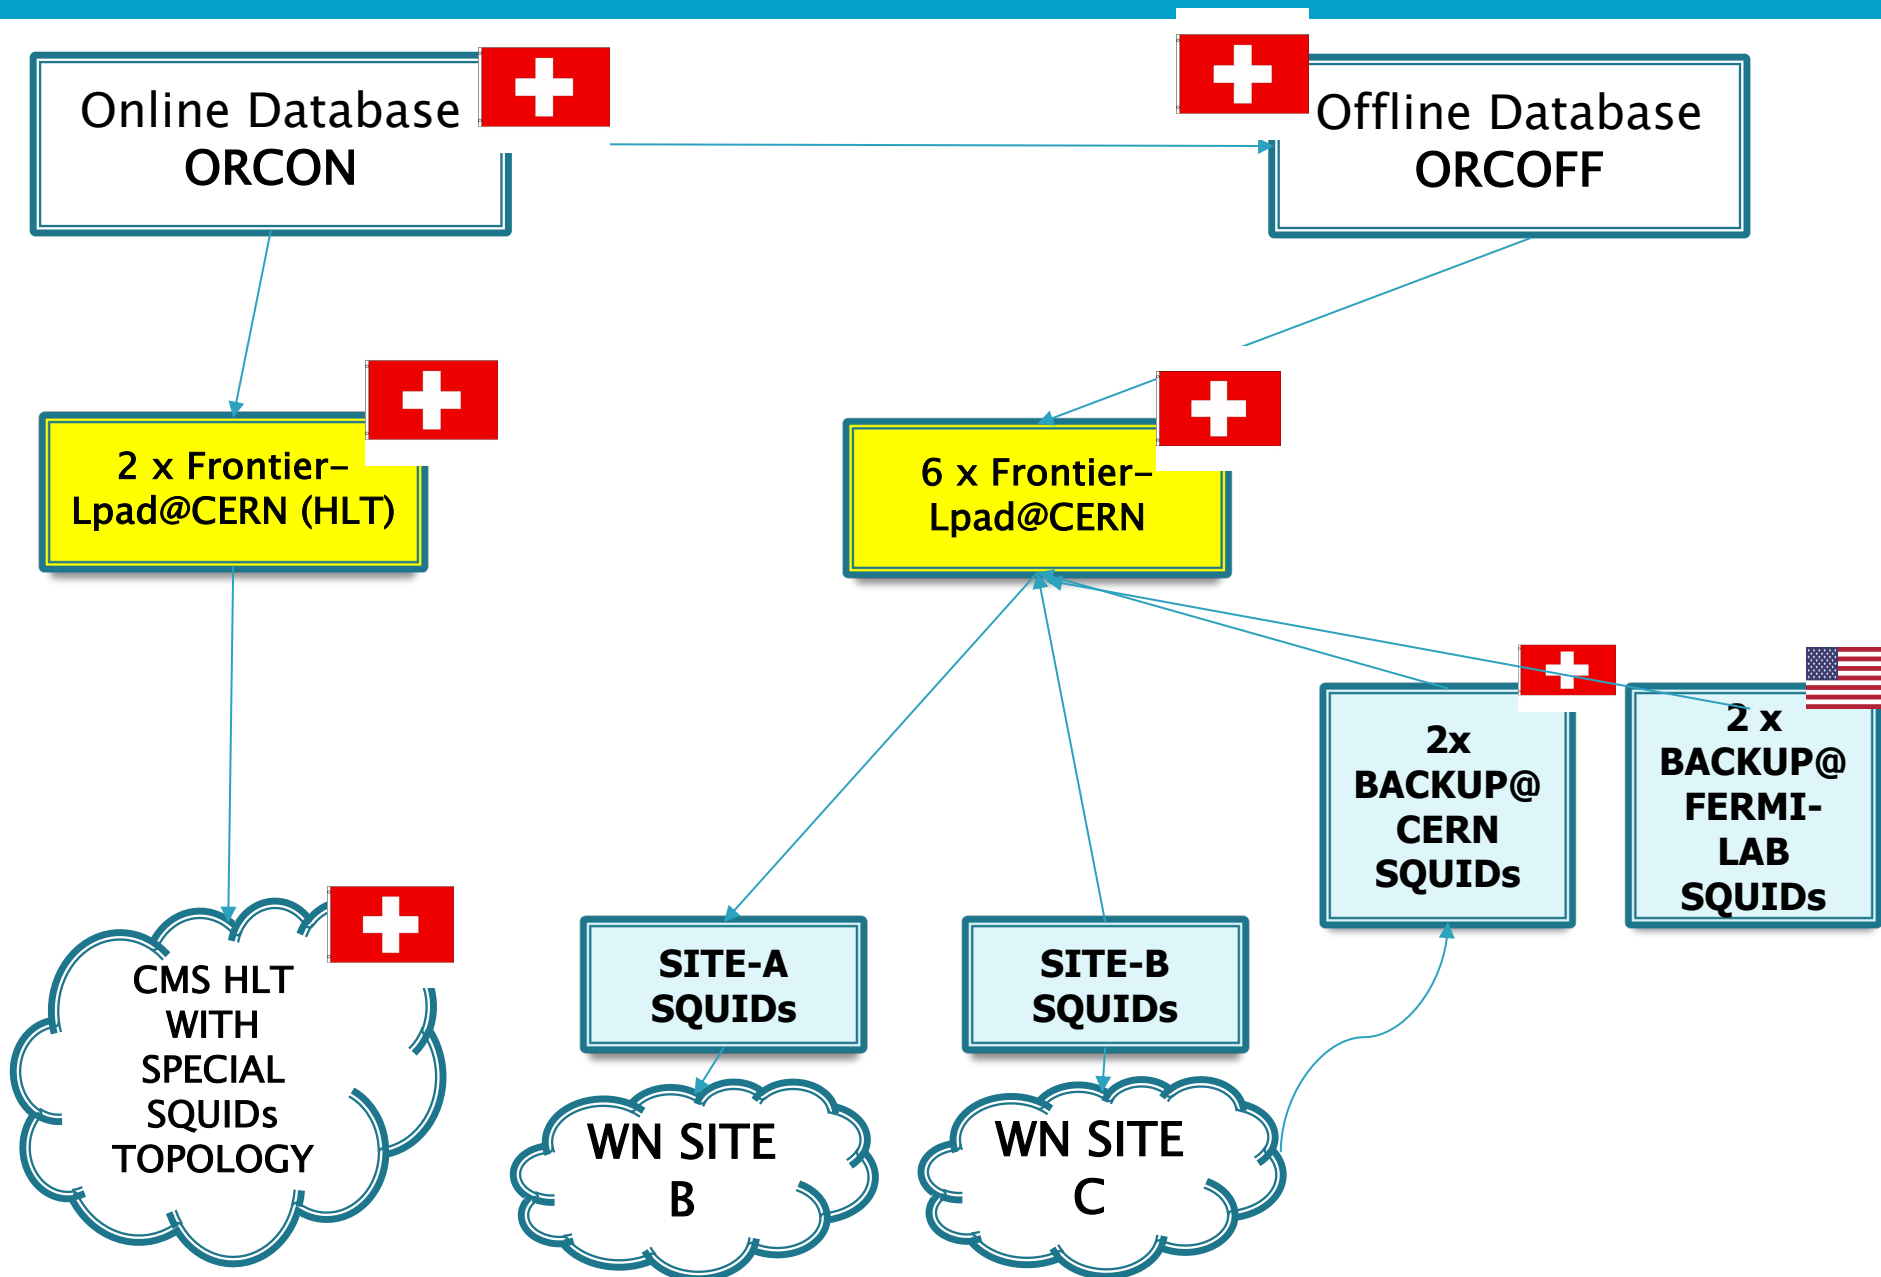 Online Database
ORCON
Offline Database
ORCOFF
2 x Frontier-
Lpad@CERN (HLT)
6 x Frontier-
Lpad@CERN
2x
BACKUP@
CERN
SQUIDs
2 x
BACKUP@
FERMI-
LAB
SQUIDs
CMS HLT
WITH
SPECIAL
SQUIDs
TOPOLOGY
SITE-A
SQUIDs
SITE-B
SQUIDs
WN SITE
B
WN SITE
C